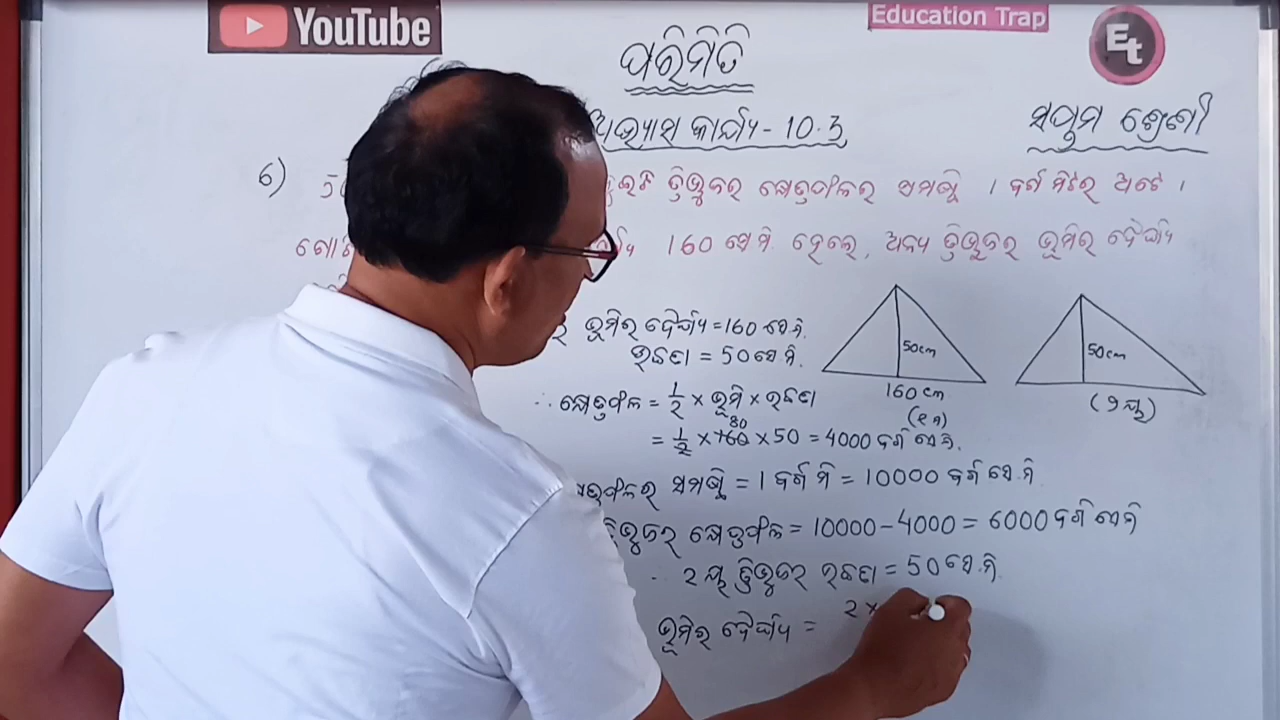 YouTube
Education Trap
Et
ପରିମିତି
ସପ୍ତମ ଶ୍ରେଣୀ
ଅଭ୍ୟାସ କାର୍ଯ୍ୟ - 10.3
6)
ତ୍ରିଭୁଜର କ୍ଷେତ୍ରଫଳର ସମଷ୍ଟି 1 ବର୍ଗ ମିଟର ଅଟେ ।
160 ସେ.ମି. ହେଲେ, ଅନ୍ୟ ତ୍ରିଭୁଜର ଭୂମିର ଦୈର୍ଘ୍ୟ
ଭୂମିର ଦୈର୍ଘ୍ୟ = 160 ସେ.ମି.
ଉଚ୍ଚତା = 50 ସେ.ମି.
50cm
160 cm
(୧ମ)
50cm
(୨ୟ)
∴ କ୍ଷେତ୍ରଫଳ = 1/2 × ଭୂମି × ଉଚ୍ଚତା
80
= 1/2 × 160 × 50 = 4000 ବର୍ଗ ସେ.ମି.
ସମଷ୍ଟି = 1 ବର୍ଗ ମି = 10000 ବର୍ଗ ସେ.ମି
କ୍ଷେତ୍ରଫଳ = 10000 - 4000 = 6000 ବର୍ଗ ସେ.ମି
2 ୟ ତ୍ରିଭୁଜର ଉଚ୍ଚତା = 50 ସେ.ମି.
ଭୂମିର ଦୈର୍ଘ୍ୟ = 2 ×